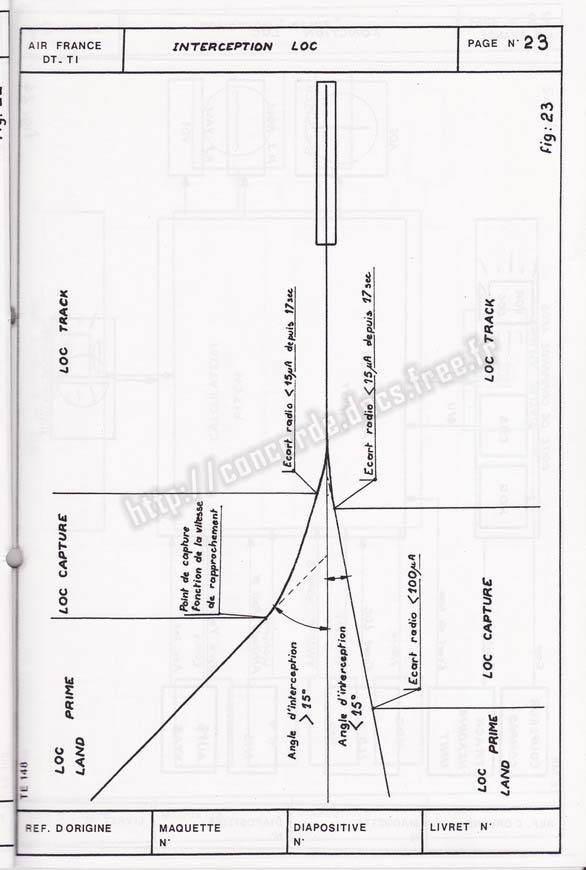 AIR FRANCE
DT_TI
INTERCEPTION LOC
PAGE N° 23
fig: 23
LOC TRACK
LOC CAPTURE
LOC PRIME
LAND
Ecart radio < 15µA depuis 17sec
Point de capture
Fonction de la vitesse
de rapprochement
Angle d'interception
> 15°
Angle d'interception
< 15°
Ecart radio < 15µA depuis 17sec
Ecart radio < 100µA
LOC TRACK
LOC CAPTURE
LOC PRIME
LAND
http://concorde.docs.free.fr
TE 148
REF. D'ORIGINE
MAQUETTE
N°
DIAPOSITIVE
N°
LIVRET N°